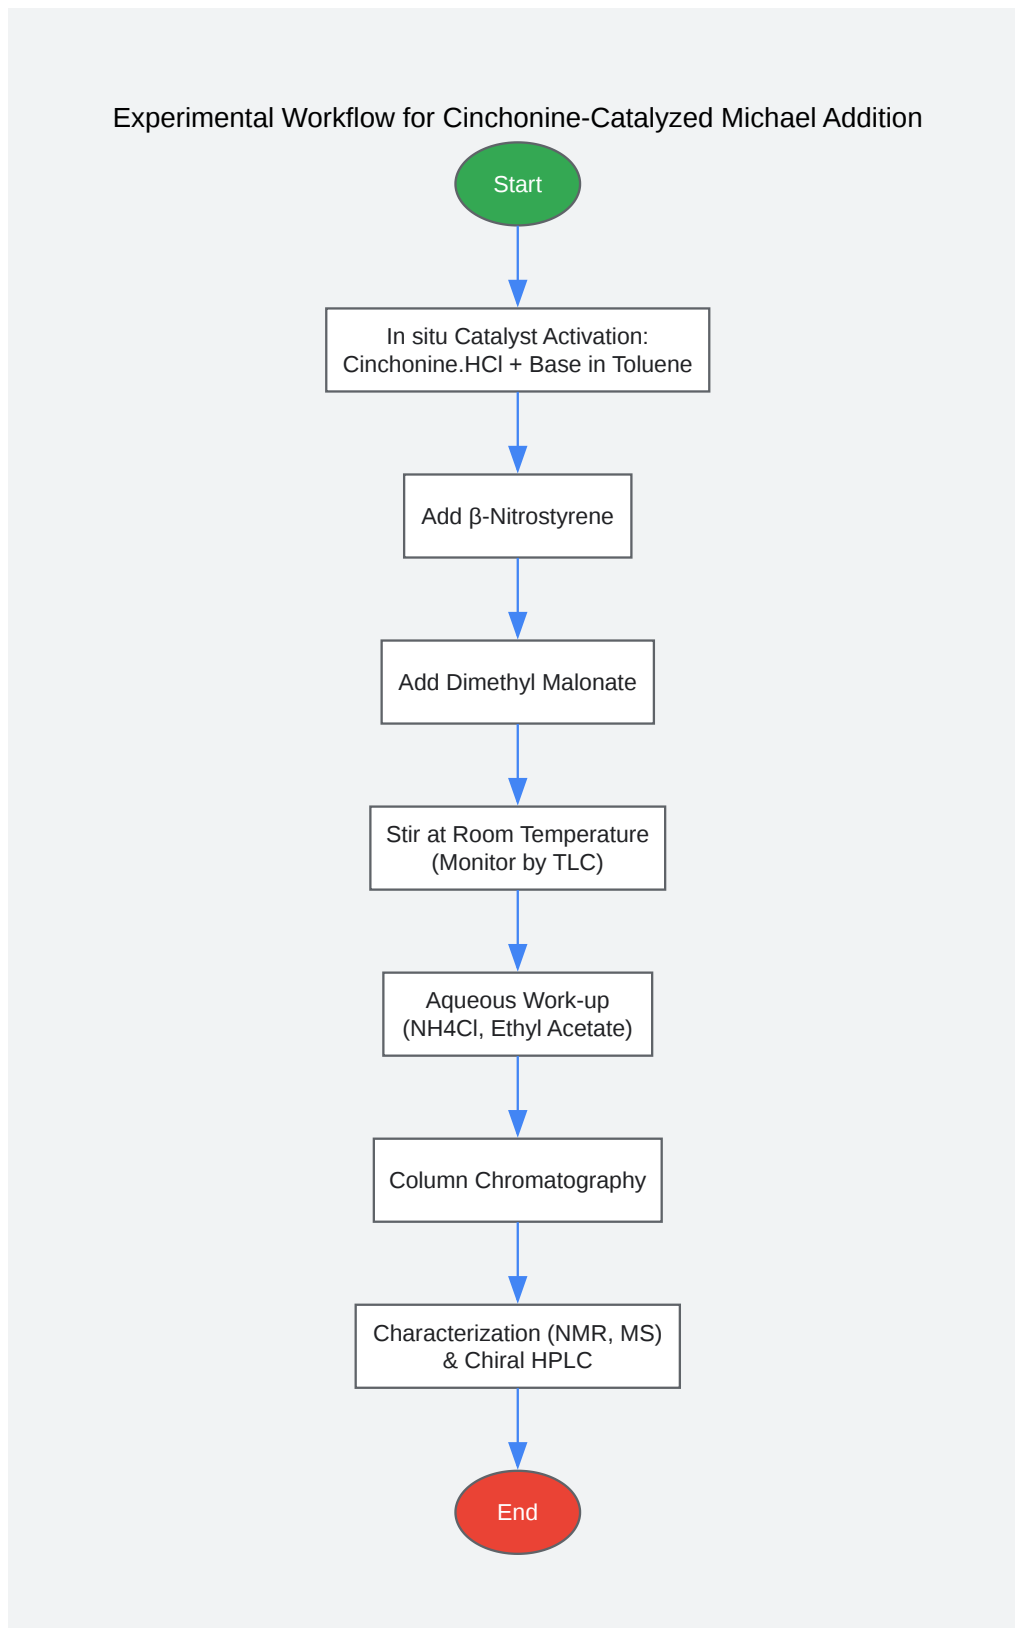 Experimental Workflow for Cinchonine-Catalyzed Michael Addition
Start
In situ Catalyst Activation:
Cinchonine.HCl + Base in Toluene
Add β-Nitrostyrene
Add Dimethyl Malonate
Stir at Room Temperature
(Monitor by TLC)
Aqueous Work-up
(NH4Cl, Ethyl Acetate)
Column Chromatography
Characterization (NMR, MS)
& Chiral HPLC
End